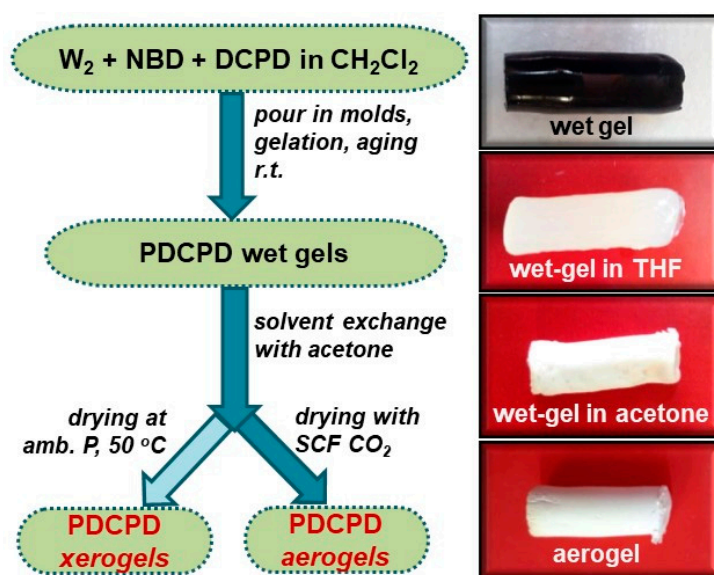 W₂ + NBD + DCPD in CH₂Cl₂
pour in molds,
gelation, aging
r.t.
PDCPD wet gels
solvent exchange
with acetone
drying at
amb. P, 50 ºC
drying with
SCF CO₂
PDCPD
xerogels
PDCPD
aerogels
wet gel
wet-gel in THF
wet-gel in acetone
aerogel